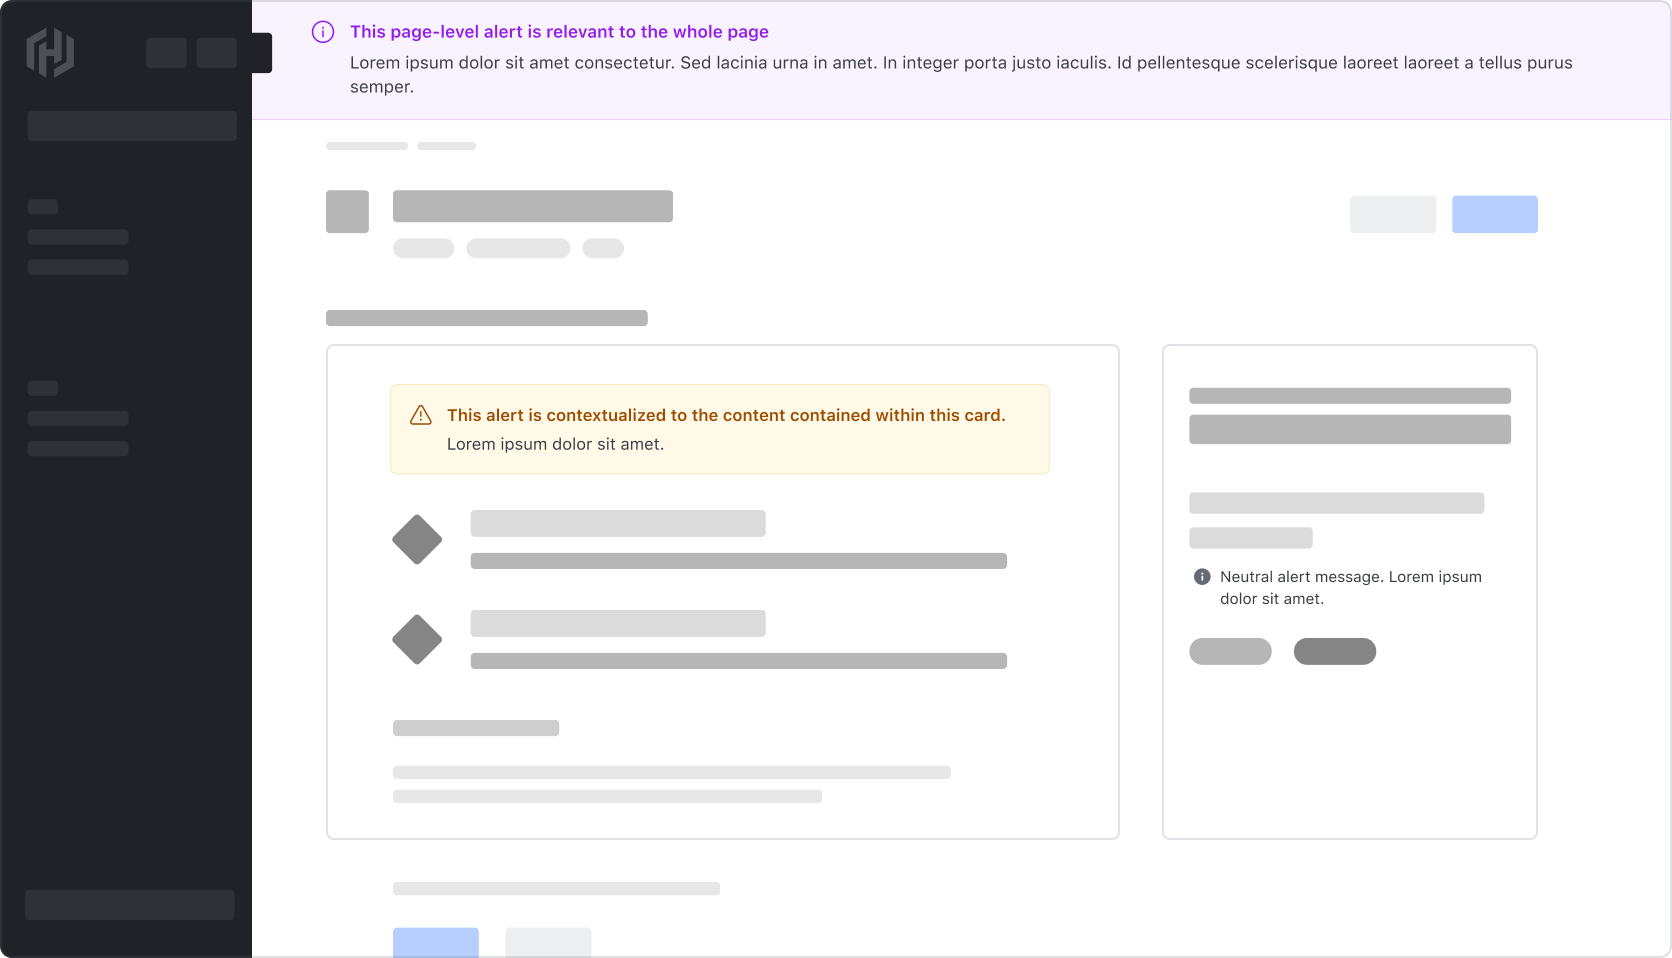 This page-level alert is relevant to the whole page
Lorem ipsum dolor sit amet consectetur. Sed lacinia urna in amet. In integer porta justo iaculis. Id pellentesque scelerisque laoreet laoreet a tellus purus
semper.
This alert is contextualized to the content contained within this card.
Lorem ipsum dolor sit amet.
Neutral alert message. Lorem ipsum
dolor sit amet.